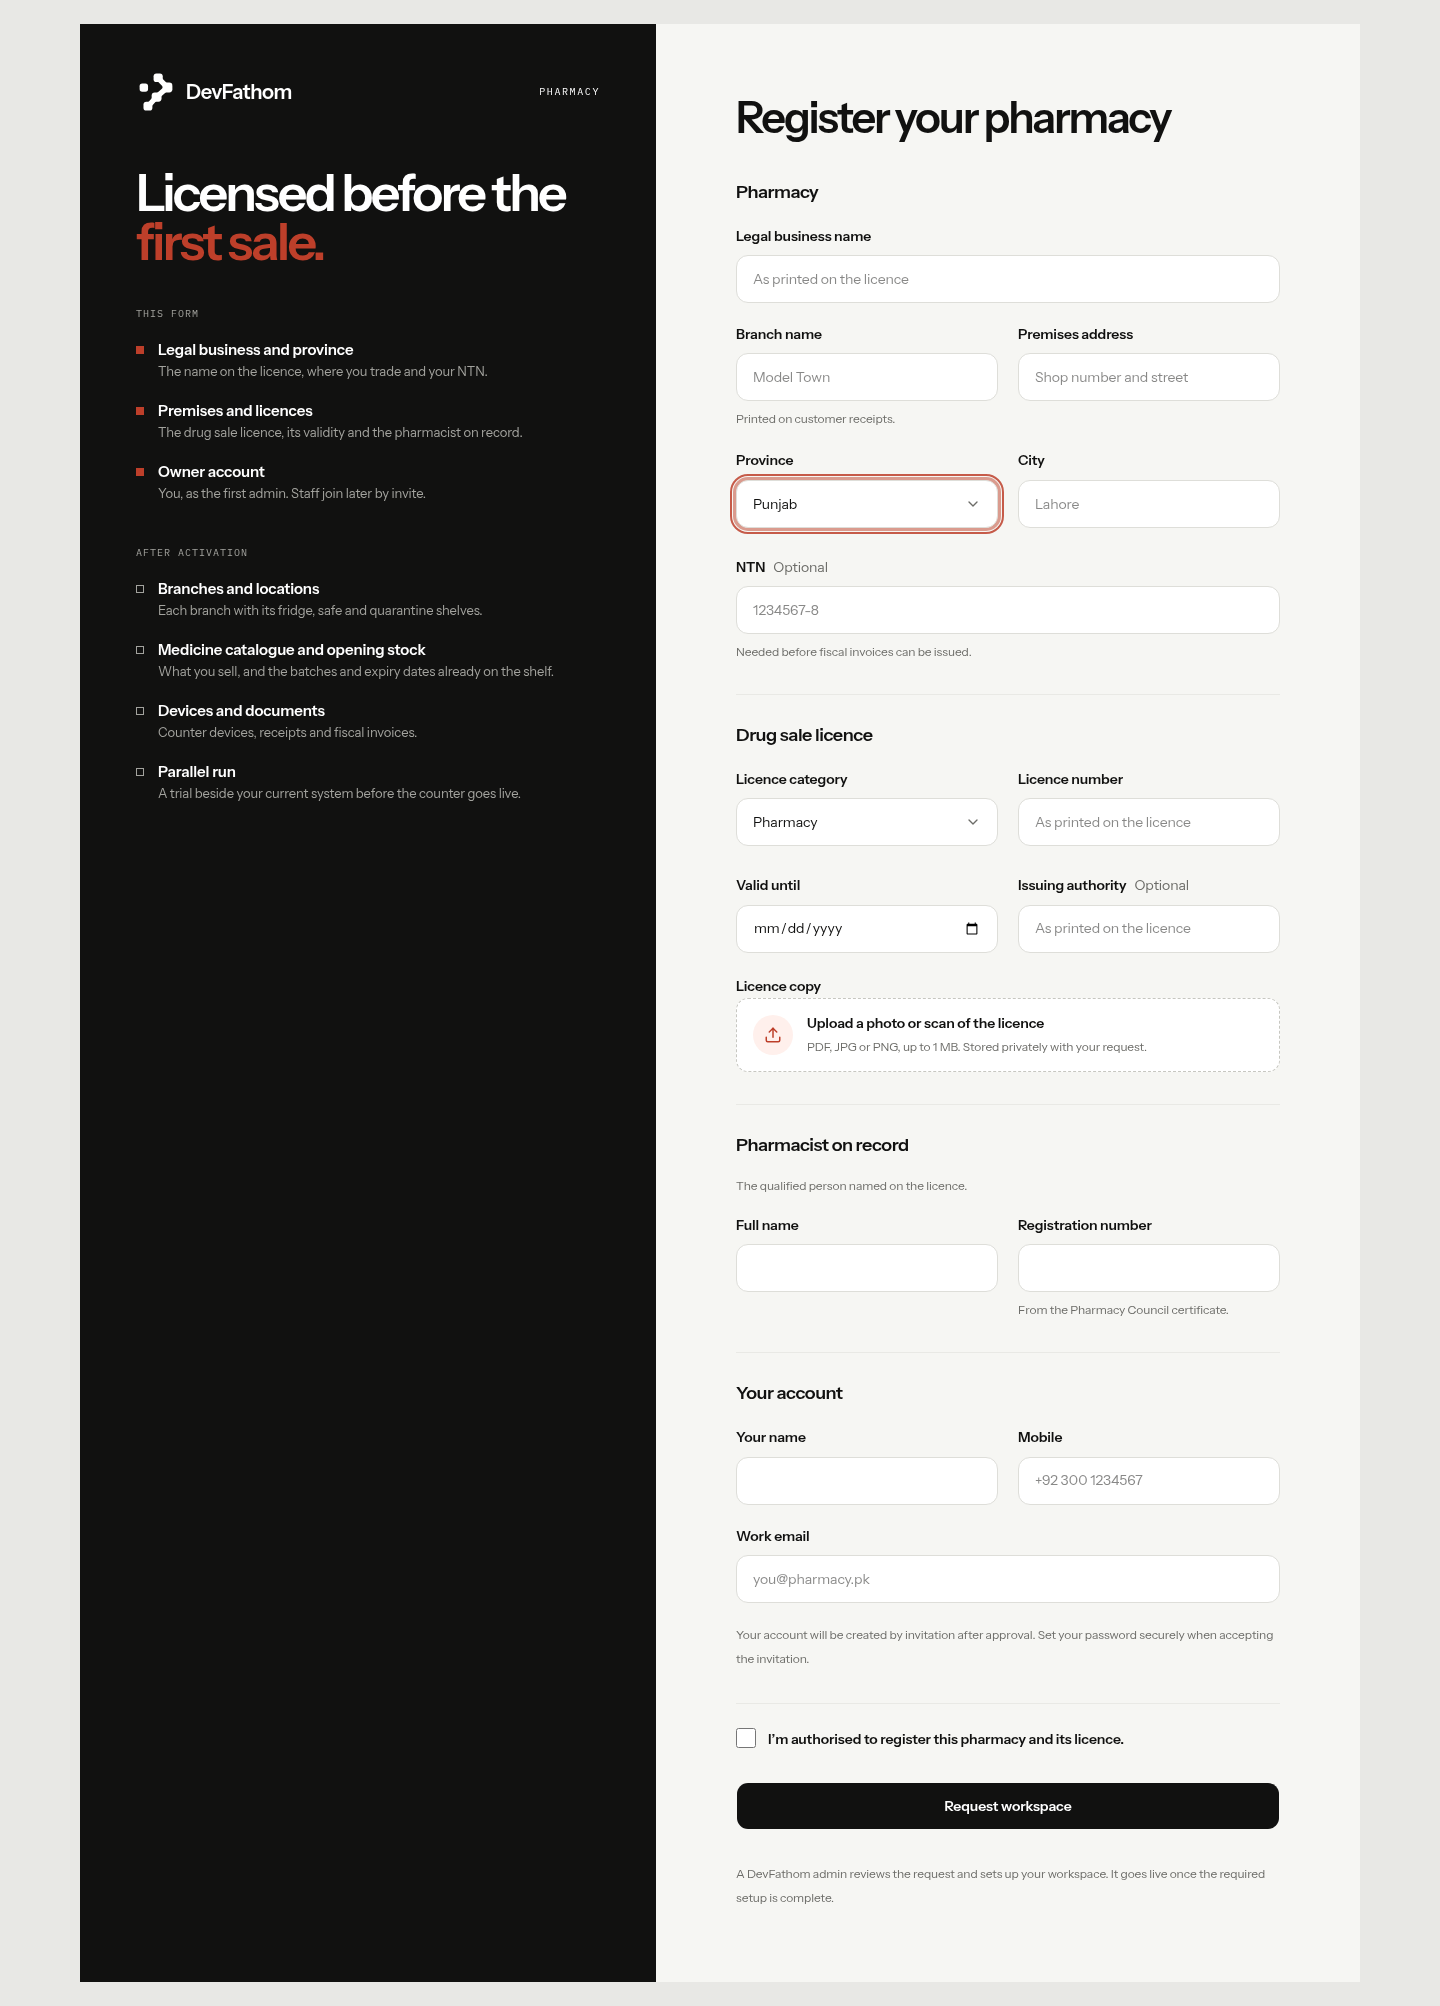 DevFathom
PHARMACY
Licensed before the
first sale.
THIS FORM
Legal business and province
The name on the licence, where you trade and your NTN.
Premises and licences
The drug sale licence, its validity and the pharmacist on record.
Owner account
You, as the first admin. Staff join later by invite.
AFTER ACTIVATION
Branches and locations
Each branch with its fridge, safe and quarantine shelves.
Medicine catalogue and opening stock
What you sell, and the batches and expiry dates already on the shelf.
Devices and documents
Counter devices, receipts and fiscal invoices.
Parallel run
A trial beside your current system before the counter goes live.
Register your pharmacy
Pharmacy
Legal business name
As printed on the licence
Branch name
Premises address
Model Town
Shop number and street
Printed on customer receipts.
Province
City
Punjab
Lahore
NTN Optional
1234567-8
Needed before fiscal invoices can be issued.
Drug sale licence
Licence category
Licence number
Pharmacy
As printed on the licence
Valid until
Issuing authority Optional
mm/dd/yyyy
As printed on the licence
Licence copy
Upload a photo or scan of the licence
PDF, JPG or PNG, up to 1 MB. Stored privately with your request.
Pharmacist on record
The qualified person named on the licence.
Full name
Registration number
From the Pharmacy Council certificate.
Your account
Your name
Mobile
+92 300 1234567
Work email
you@pharmacy.pk
Your account will be created by invitation after approval. Set your password securely when accepting
the invitation.
I'm authorised to register this pharmacy and its licence.
Request workspace
A DevFathom admin reviews the request and sets up your workspace. It goes live once the required
setup is complete.